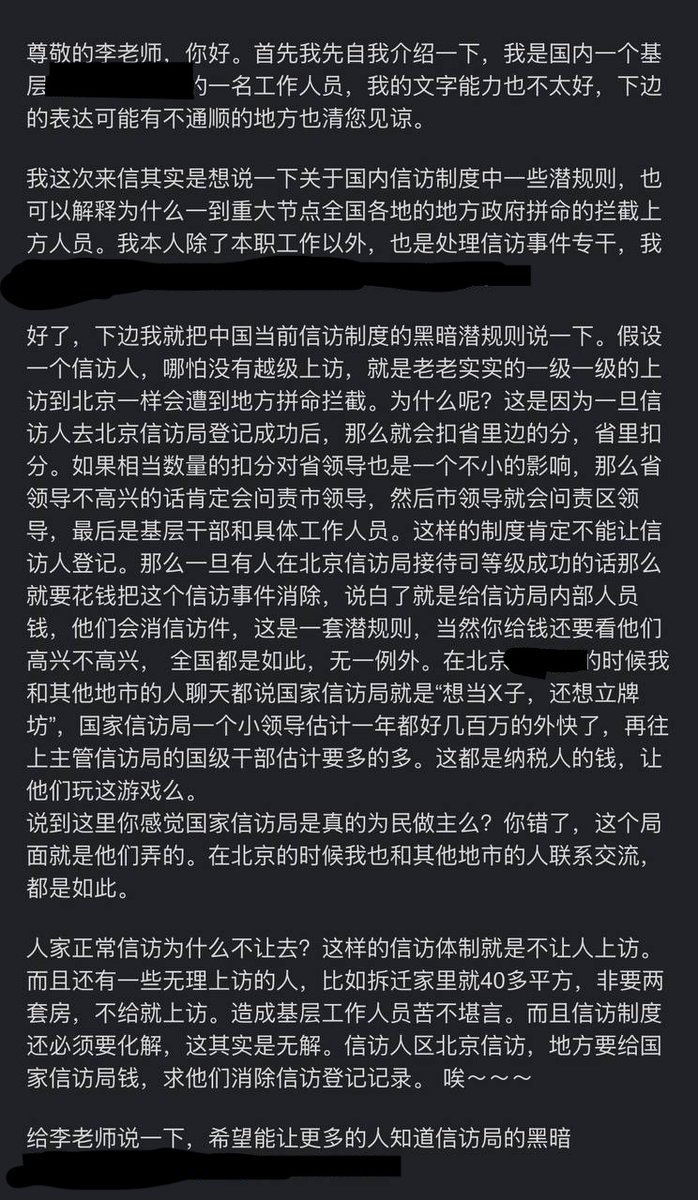 尊敬的李老师，你好。首先我先自我介绍一下，我是国内一个基
层的一名工作人员，我的文字能力也不太好，下边
的表达可能有不通顺的地方也清您见谅。
我这次来信其实是想说一下关于国内信访制度中一些潜规则，也
可以解释为什么一到重大节点全国各地的地方政府拼命的拦截上
方人员。我本人除了本职工作以外，也是处理信访事件专干，我
好了，下边我就把中国当前信访制度的黑暗潜规则说一下。假设
一个信访人，哪怕没有越级上访，就是老老实实的一级一级的上
访到北京一样会遭到地方拼命拦截。为什么呢？这是因为一旦信
访人去北京信访局登记成功后，那么就会扣省里边的分，省里扣
分。如果相当数量的扣分对省领导也是一个不小的影响，那么省
领导不高兴的话肯定会问责市领导，然后市领导就会问责区领
导，最后是基层干部和具体工作人员。这样的制度肯定不能让信
访人登记。那么一旦有人在北京信访局接待司等级成功的话那么
就要花钱把这个信访事件消除，说白了就是给信访局内部人员
钱，他们会消信访件，这是一套潜规则，当然你给钱还要看他们
高兴不高兴， 全国都是如此，无一例外。在北京的时候我
和其他地市的人聊天都说国家信访局就是“想当X子，还想立牌
坊”，国家信访局一个小领导估计一年都好几百万的外快了，再往
上主管信访局的国级干部估计要多的多。这都是纳税人的钱，让
他们玩这游戏么。
说到这里你感觉国家信访局是真的为民做主么？你错了，这个局
面就是他们弄的。在北京的时候我也和其他地市的人联系交流，
都是如此。
人家正常信访为什么不让去？这样的信访体制就是不让人上访。
而且还有一些无理上访的人，比如拆迁家里就40多平方，非要两
套房，不给就上访。造成基层工作人员苦不堪言。而且信访制度
还必须要化解，这其实是无解。信访人区北京信访，地方要给国
家信访局钱，求他们消除信访登记记录。 唉～～～
给李老师说一下，希望能让更多的人知道信访局的黑暗